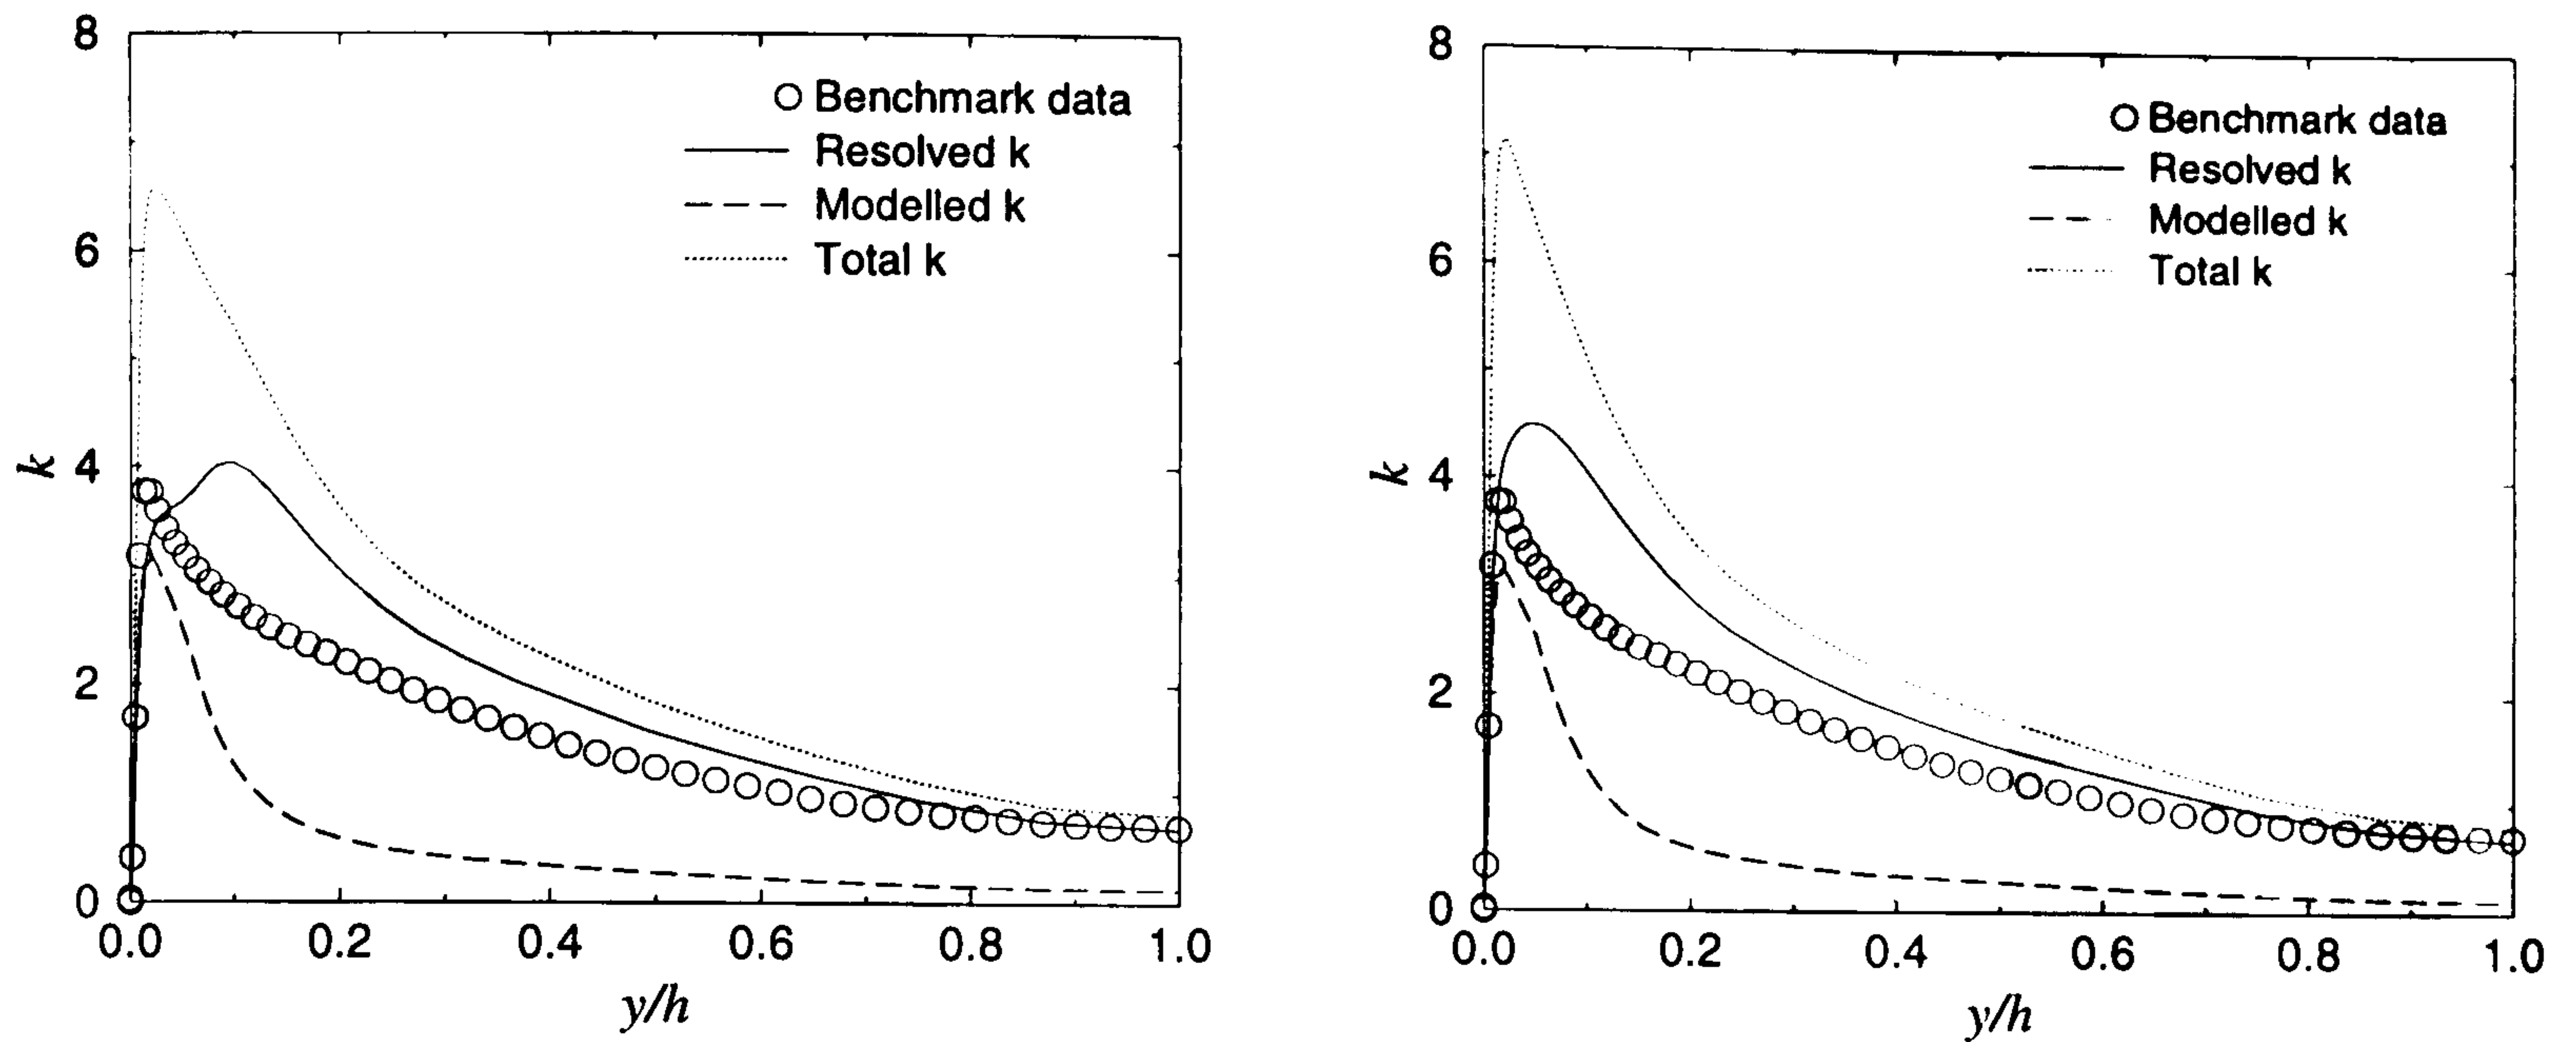 8
6
4
2
0
k
0.0 0.2 0.4 0.6 0.8 1.0
y/h
Benchmark data
Resolved k
Modelled k
Total k
8
6
4
2
0
k
0.0 0.2 0.4 0.6 0.8 1.0
y/h
Benchmark data
Resolved k
Modelled k
Total k